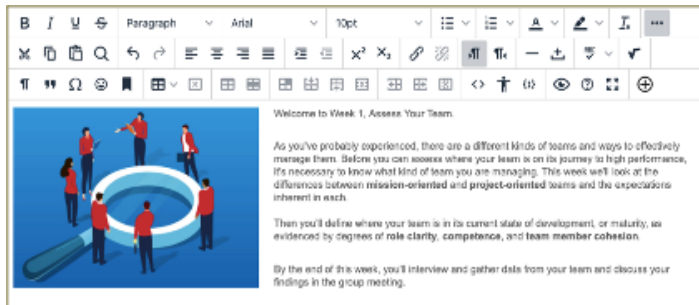 B I U S Paragraph Arial 10pt
Welcome to Week 1, Assess Your Team.
As you've probably experienced, there are a different kinds of teams and ways to effectively
manage them. Before you can assess where your team is on its journey to high performance,
it's necessary to know what kind of team you are managing. This week we'll look at the
differences between mission-oriented and project-oriented teams and the expectations
inherent in each.
Then you'll define where your team is in its current state of development, or maturity, as
evidenced by degrees of role clarity, competence, and team member cohesion.
By the end of this week, you'll interview and gather data from your team and discuss your
findings in the group meeting.